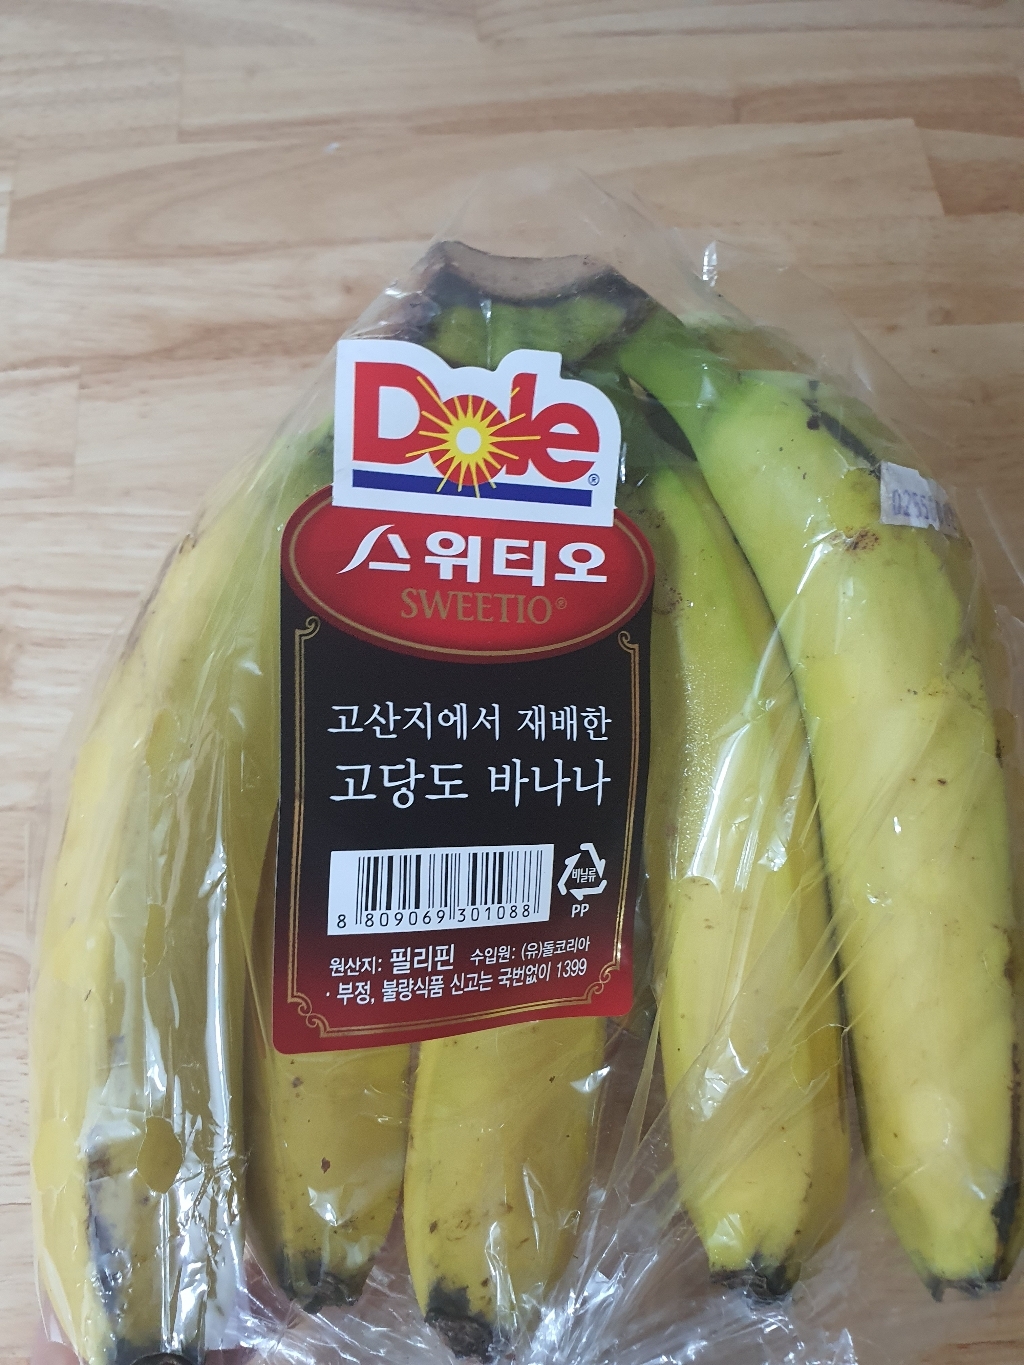 Dole®
스위티오
SWEETIO®
고산지에서 재배한
고당도 바나나
8 809069 301088
비닐류
PP
원산지: 필리핀 수입원: (유)돌코리아
· 부정, 불량식품 신고는 국번없이 1399